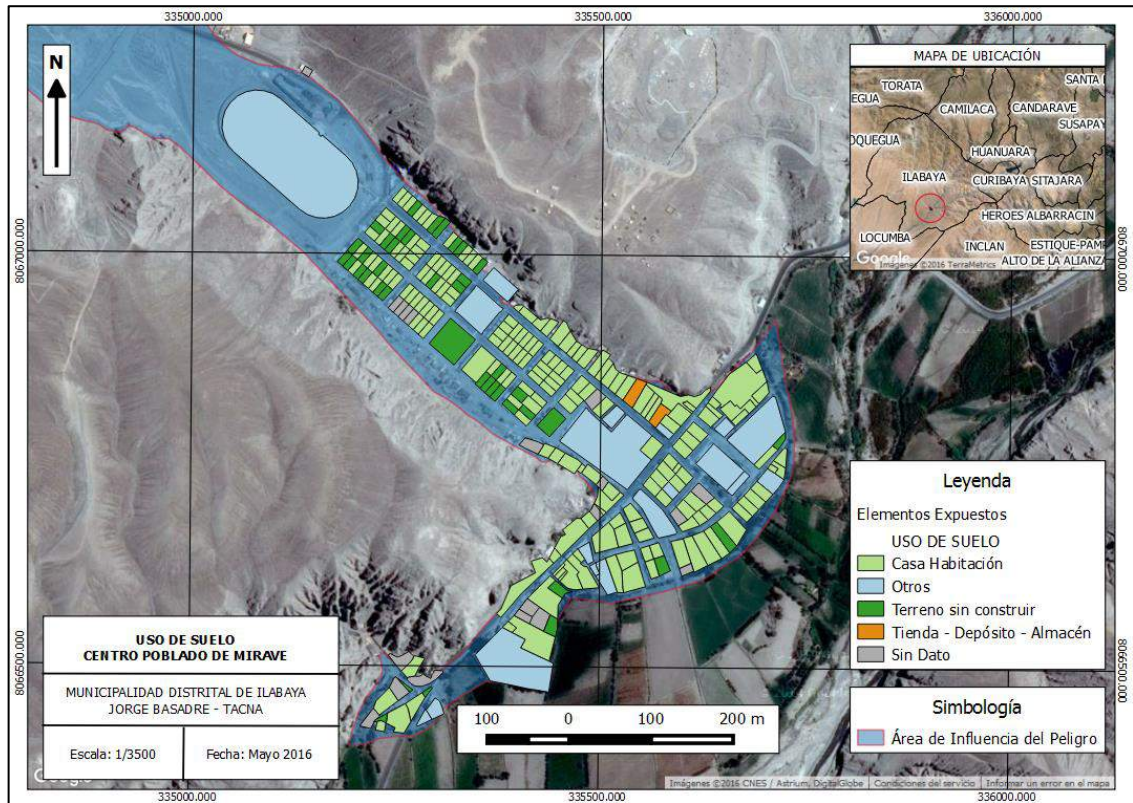 335000.000
335500.000
336000.000
N
MAPA DE UBICACIÓN
TORATA
SANTA
EGUA
CAMILACA
CANDARAVE
SUSAPAY
OQUEGUA
HUANUARA
ILABAYA
CURIBAYA
SITAJARA
HEROES ALBARRACIN
LOCUMBA
INCLAN
ESTIQUE-PAMP
ALTO DE LA ALIANZA
Google
Imágenes ©2016 TerraMetrics
8067000.000
8067000.000
Leyenda
Elementos Expuestos
USO DE SUELO
Casa Habitación
Otros
Terreno sin construir
Tienda - Depósito - Almacén
Sin Dato
8066500.000
8066500.000
USO DE SUELO
CENTRO POBLADO DE MIRAVE
MUNICIPALIDAD DISTRITAL DE ILABAYA
JORGE BASADRE - TACNA
Escala: 1/3500
Fecha: Mayo 2016
100 0 100 200 m
Simbología
Área de Influencia del Peligro
Google
Imágenes ©2016 CNES / Astrium, DigitalGlobe
Condiciones del servicio
Informar un error en el mapa
335000.000
335500.000
336000.000